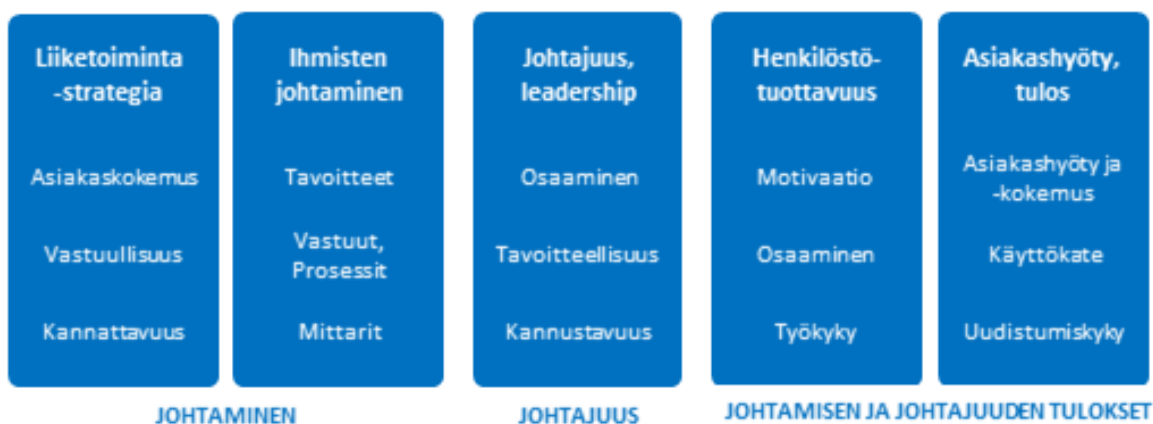 Liiketoiminta
-strategia
Asiakaskokemus
Vastuullisuus
Kannattavuus
Ihmisten
johtaminen
Tavoitteet
Vastuut,
Prosessit
Mittarit
Johtajuus,
leadership
Osaaminen
Tavoitteellisuus
Kannustavuus
Henkilöstö-
tuottavuus
Motivaatio
Osaaminen
Työkyky
Asiakashyöty,
tulos
Asiakashyöty ja
-kokemus
Käyttökate
Uudistumiskyky
JOHTAMINEN
JOHTAJUUS
JOHTAMISEN JA JOHTAJUUDEN TULOKSET